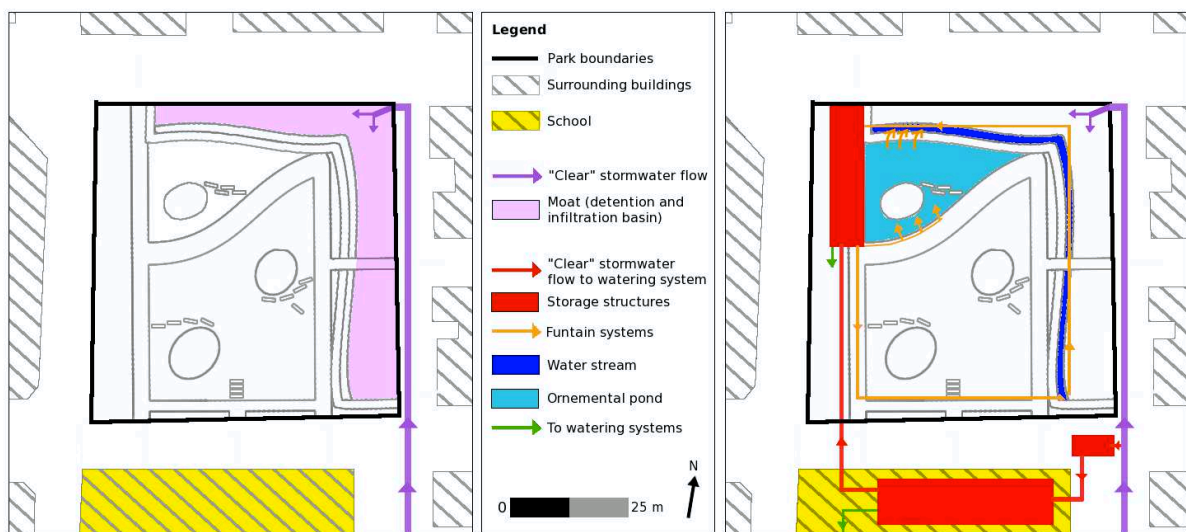 Legend
Park boundaries
Surrounding buildings
School
"Clear" stormwater flow
Moat (detention and
infiltration basin)
"Clear" stormwater
flow to watering system
Storage structures
Funtain systems
Water stream
Ornemental pond
To watering systems
N
0 25 m